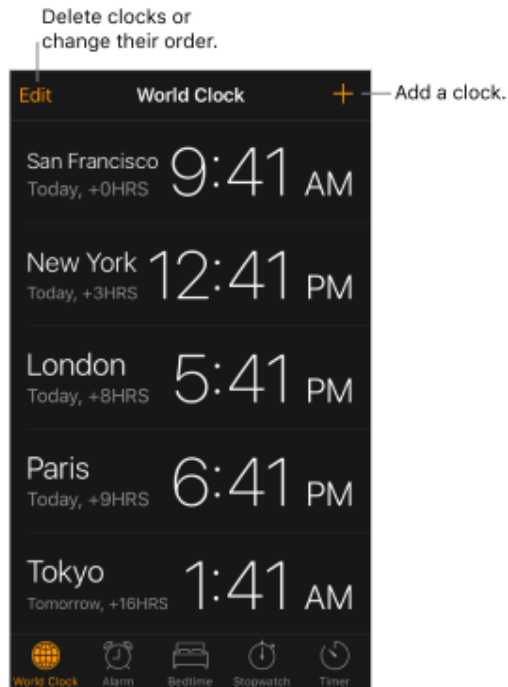 Delete clocks or
change their order.
Edit World Clock + Add a clock.
San Francisco 9:41 AM
Today, +0HRS
New York 12:41 PM
Today, +3HRS
London 5:41 PM
Today, +8HRS
Paris 6:41 PM
Today, +9HRS
Tokyo 1:41 AM
Tomorrow, +16HRS
World Clock Alarm Bedtime Stopwatch Timer